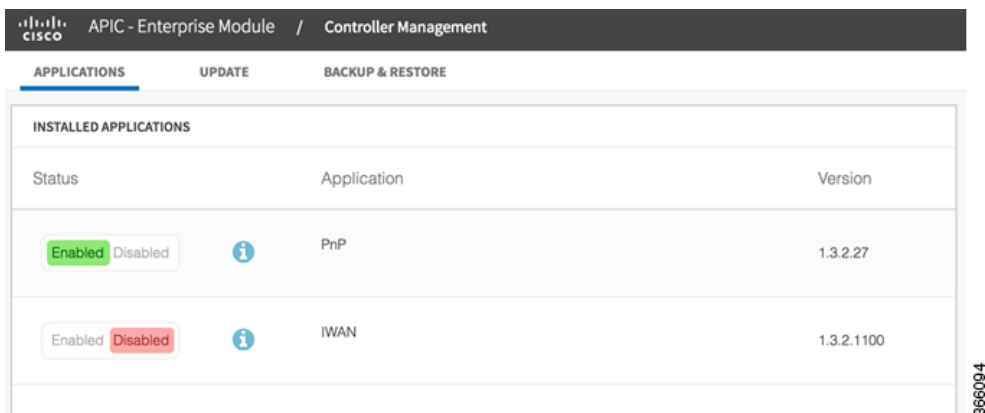 CISCO APIC - Enterprise Module / Controller Management
APPLICATIONS UPDATE BACKUP & RESTORE
INSTALLED APPLICATIONS
Status Application Version
Enabled Disabled PnP 1.3.2.27
Enabled Disabled IWAN 1.3.2.1100
366094